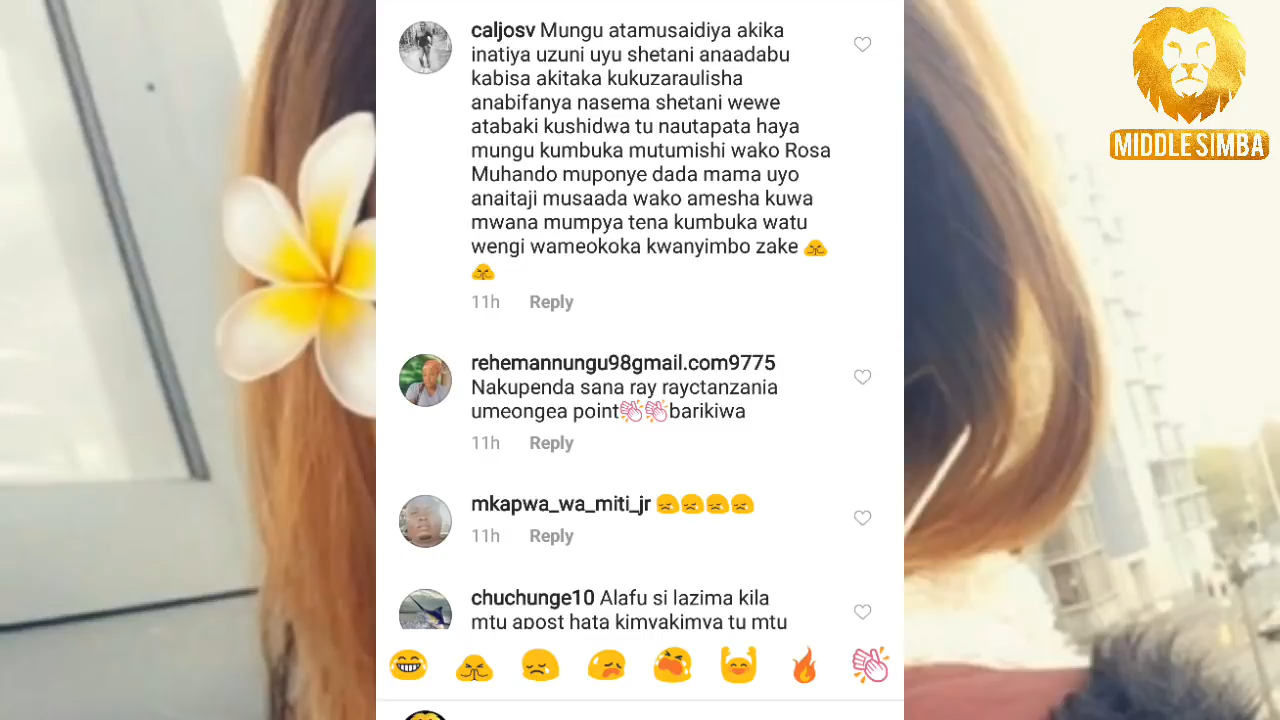 caljosv Mungu atamusaidiya akika
inatiya uzuni uyu shetani anaadabu
kabisa akitaka kukuzaraulisha
anabifanya nasema shetani wewe
atabaki kushidwa tu nautapata haya
mungu kumbuka mutumishi wako Rosa
Muhando muponye dada mama uyo
anaitaji musaada wako amesha kuwa
mwana mumpya tena kumbuka watu
wengi wameokoka kwanyimbo zake 🙏
🙏
11h Reply
rehemannungu98gmail.com9775
Nakupenda sana ray rayctanzania
umeongea point👏👏barikiwa
11h Reply
mkapwa_wa_miti_jr 😞😞😞😞
11h Reply
chuchunge10 Alafu si lazima kila
mtu apost hata kimyakimya tu mtu
MIDDLE SIMBA